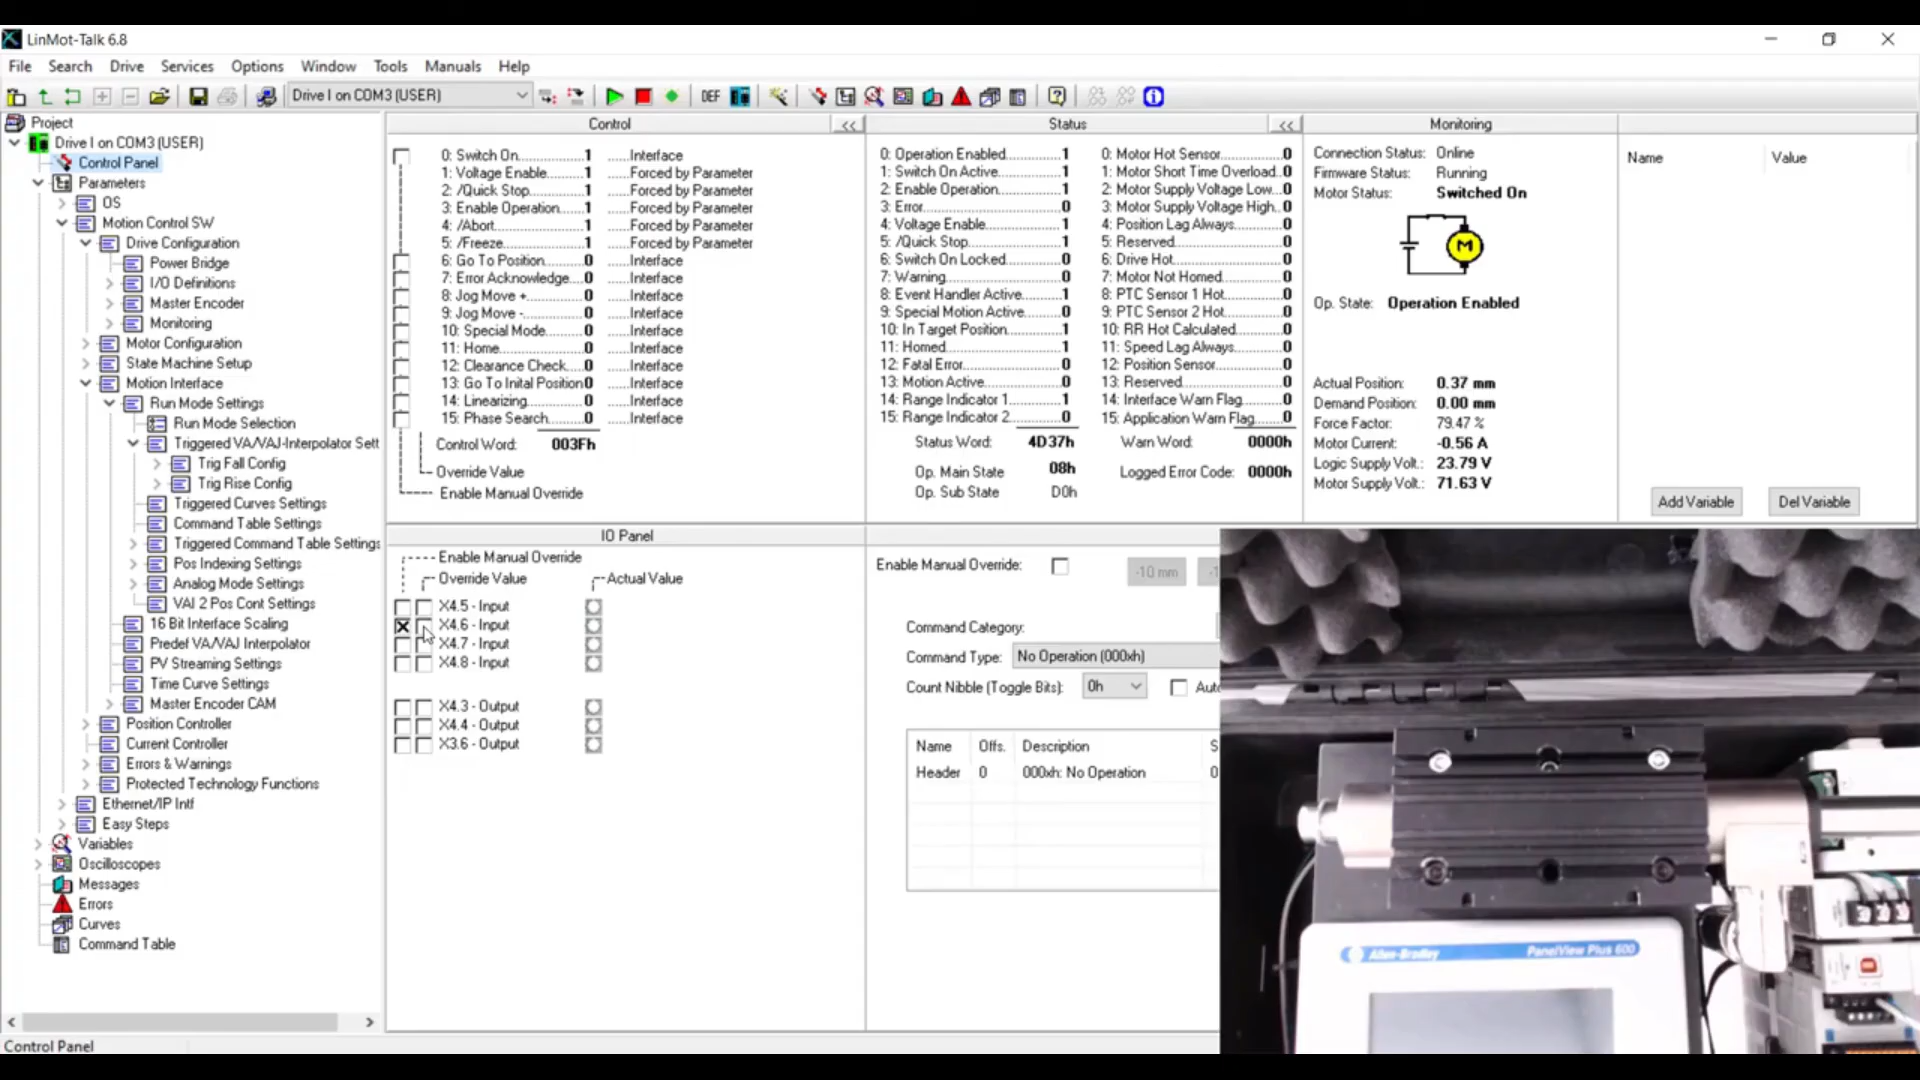 LinMot-Talk 6.8
File Search Drive Services Options Window Tools Manuals Help
Drive I on COM3 (USER)
DEF
Project
Drive I on COM3 (USER)
Control Panel
Parameters
OS
Motion Control SW
Drive Configuration
Power Bridge
I/O Definitions
Master Encoder
Monitoring
Motor Configuration
State Machine Setup
Motion Interface
Run Mode Settings
Run Mode Selection
Triggered VA/VAJ-Interpolator Sett
Trig Fall Config
Trig Rise Config
Triggered Curves Settings
Command Table Settings
Triggered Command Table Settings
Pos Indexing Settings
Analog Mode Settings
VAI 2 Pos Cont Settings
16 Bit Interface Scaling
Predef VA/VAJ Interpolator
PV Streaming Settings
Time Curve Settings
Master Encoder CAM
Position Controller
Current Controller
Errors & Warnings
Protected Technology Functions
Ethernet/IP Intf
Easy Steps
Variables
Oscilloscopes
Messages
Errors
Curves
Command Table
Control Panel
Control <<
0: Switch On 1 Interface
1: Voltage Enable 1 Forced by Parameter
2: /Quick Stop 1 Forced by Parameter
3: Enable Operation 1 Forced by Parameter
4: /Abort 1 Forced by Parameter
5: /Freeze 1 Forced by Parameter
6: Go To Position 0 Interface
7: Error Acknowledge 0 Interface
8: Jog Move + 0 Interface
9: Jog Move - 0 Interface
10: Special Mode 0 Interface
11: Home 0 Interface
12: Clearance Check 0 Interface
13: Go To Inital Position 0 Interface
14: Linearizing 0 Interface
15: Phase Search 0 Interface
Control Word: 003Fh
Override Value
Enable Manual Override
Status <<
0: Operation Enabled 1
1: Switch On Active 1
2: Enable Operation 1
3: Error 0
4: Voltage Enable 1
5: /Quick Stop 1
6: Switch On Locked 0
7: Warning 0
8: Event Handler Active 1
9: Special Motion Active 0
10: In Target Position 1
11: Homed 1
12: Fatal Error 0
13: Motion Active 0
14: Range Indicator 1 1
15: Range Indicator 2 0
Status Word: 4D37h
Op. Main State 08h
Op. Sub State D0h
0: Motor Hot Sensor 0
1: Motor Short Time Overload 0
2: Motor Supply Voltage Low 0
3: Motor Supply Voltage High 0
4: Position Lag Always 0
5: Reserved 0
6: Drive Hot 0
7: Motor Not Homed 0
8: PTC Sensor 1 Hot 0
9: PTC Sensor 2 Hot 0
10: RR Hot Calculated 0
11: Speed Lag Always 0
12: Position Sensor 0
13: Reserved 0
14: Interface Warn Flag 0
15: Application Warn Flag 0
Warn Word: 0000h
Logged Error Code: 0000h
Monitoring
Connection Status: Online
Firmware Status: Running
Motor Status: Switched On
M
Op. State: Operation Enabled
Actual Position: 0.37 mm
Demand Position: 0.00 mm
Force Factor: 79.47 %
Motor Current: -0.56 A
Logic Supply Volt.: 23.79 V
Motor Supply Volt.: 71.63 V
Name Value
Add Variable Del Variable
IO Panel
Enable Manual Override
Override Value Actual Value
X4.5 - Input
X4.6 - Input
X4.7 - Input
X4.8 - Input
X4.3 - Output
X4.4 - Output
X3.6 - Output
Enable Manual Override: -10 mm
Command Category:
Command Type: No Operation (000xh)
Count Nibble (Toggle Bits): 0h
Name Offs. Description
Header 0 000xh: No Operation 0
Allen-Bradley PanelView Plus 600